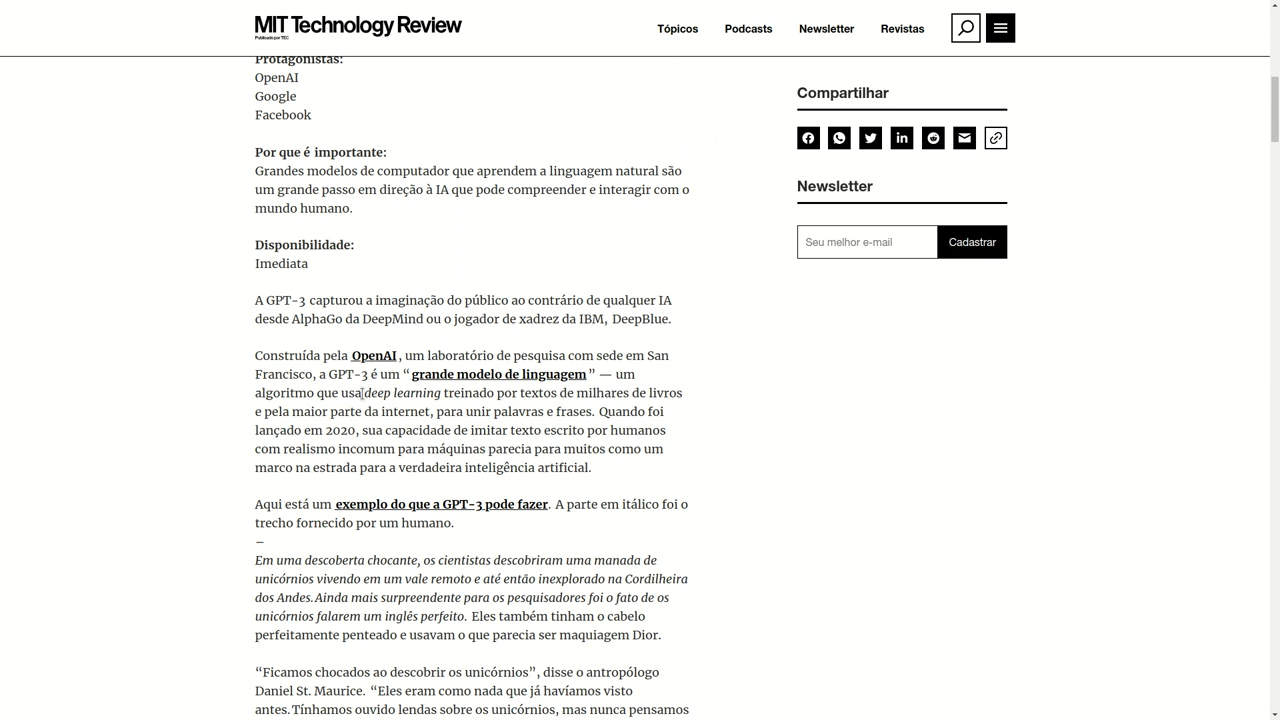 MIT Technology Review
Publicado por TEC
Tópicos
Podcasts
Newsletter
Revistas
Protagonistas:
OpenAI
Google
Facebook
Por que é importante:
Grandes modelos de computador que aprendem a linguagem natural são
um grande passo em direção à IA que pode compreender e interagir com o
mundo humano.
Disponibilidade:
Imediata
A GPT-3 capturou a imaginação do público ao contrário de qualquer IA
desde AlphaGo da DeepMind ou o jogador de xadrez da IBM, DeepBlue.
Construída pela OpenAI, um laboratório de pesquisa com sede em San
Francisco, a GPT-3 é um “grande modelo de linguagem” — um
algoritmo que usa deep learning treinado por textos de milhares de livros
e pela maior parte da internet, para unir palavras e frases. Quando foi
lançado em 2020, sua capacidade de imitar texto escrito por humanos
com realismo incomum para máquinas parecia para muitos como um
marco na estrada para a verdadeira inteligência artificial.
Aqui está um exemplo do que a GPT-3 pode fazer. A parte em itálico foi o
trecho fornecido por um humano.
–
Em uma descoberta chocante, os cientistas descobriram uma manada de
unicórnios vivendo em um vale remoto e até então inexplorado na Cordilheira
dos Andes. Ainda mais surpreendente para os pesquisadores foi o fato de os
unicórnios falarem um inglês perfeito. Eles também tinham o cabelo
perfeitamente penteado e usavam o que parecia ser maquiagem Dior.
“Ficamos chocados ao descobrir os unicórnios”, disse o antropólogo
Daniel St. Maurice. “Eles eram como nada que já havíamos visto
antes. Tínhamos ouvido lendas sobre os unicórnios, mas nunca pensamos
Compartilhar
Newsletter
Seu melhor e-mail
Cadastrar